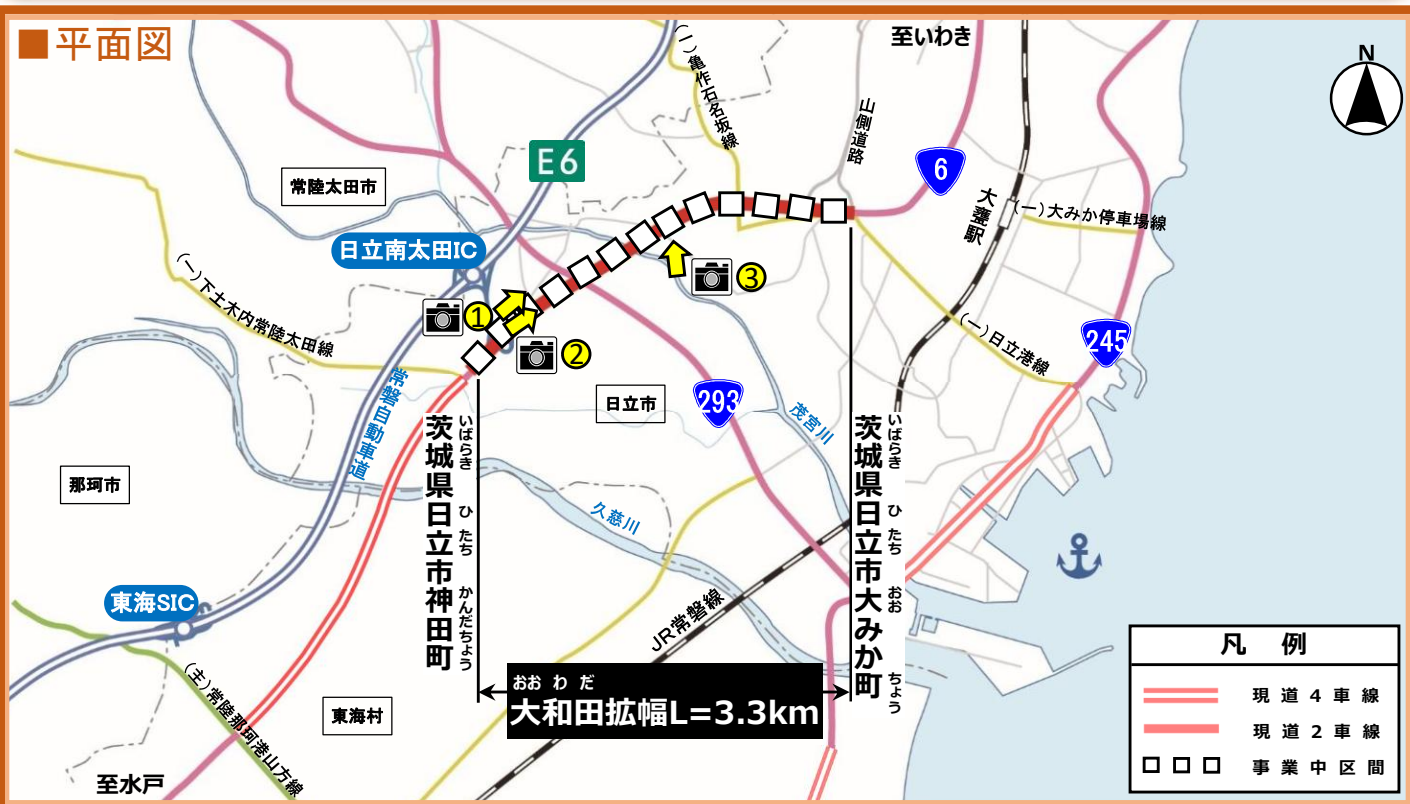 ■平面図
至いわき
N
(一)亀作石名坂線
山側道路
E6
6
常陸太田市
大甕駅
(一)大みか停車場線
日立南太田IC
(一)下土木内常陸太田線
①
②
③
(一)日立港線
245
常磐自動車道
日立市
293
茂宮川
那珂市
久慈川
いばらき ひたち かんだちょう
茨城県日立市神田町
いばらき ひたち おお ちょう
茨城県日立市大みか町
東海SIC
JR常磐線
(主)常陸那珂港山方線
東海村
おおわだ
大和田拡幅L=3.3km
至水戸
凡 例
現道4車線
現道2車線
事業中区間